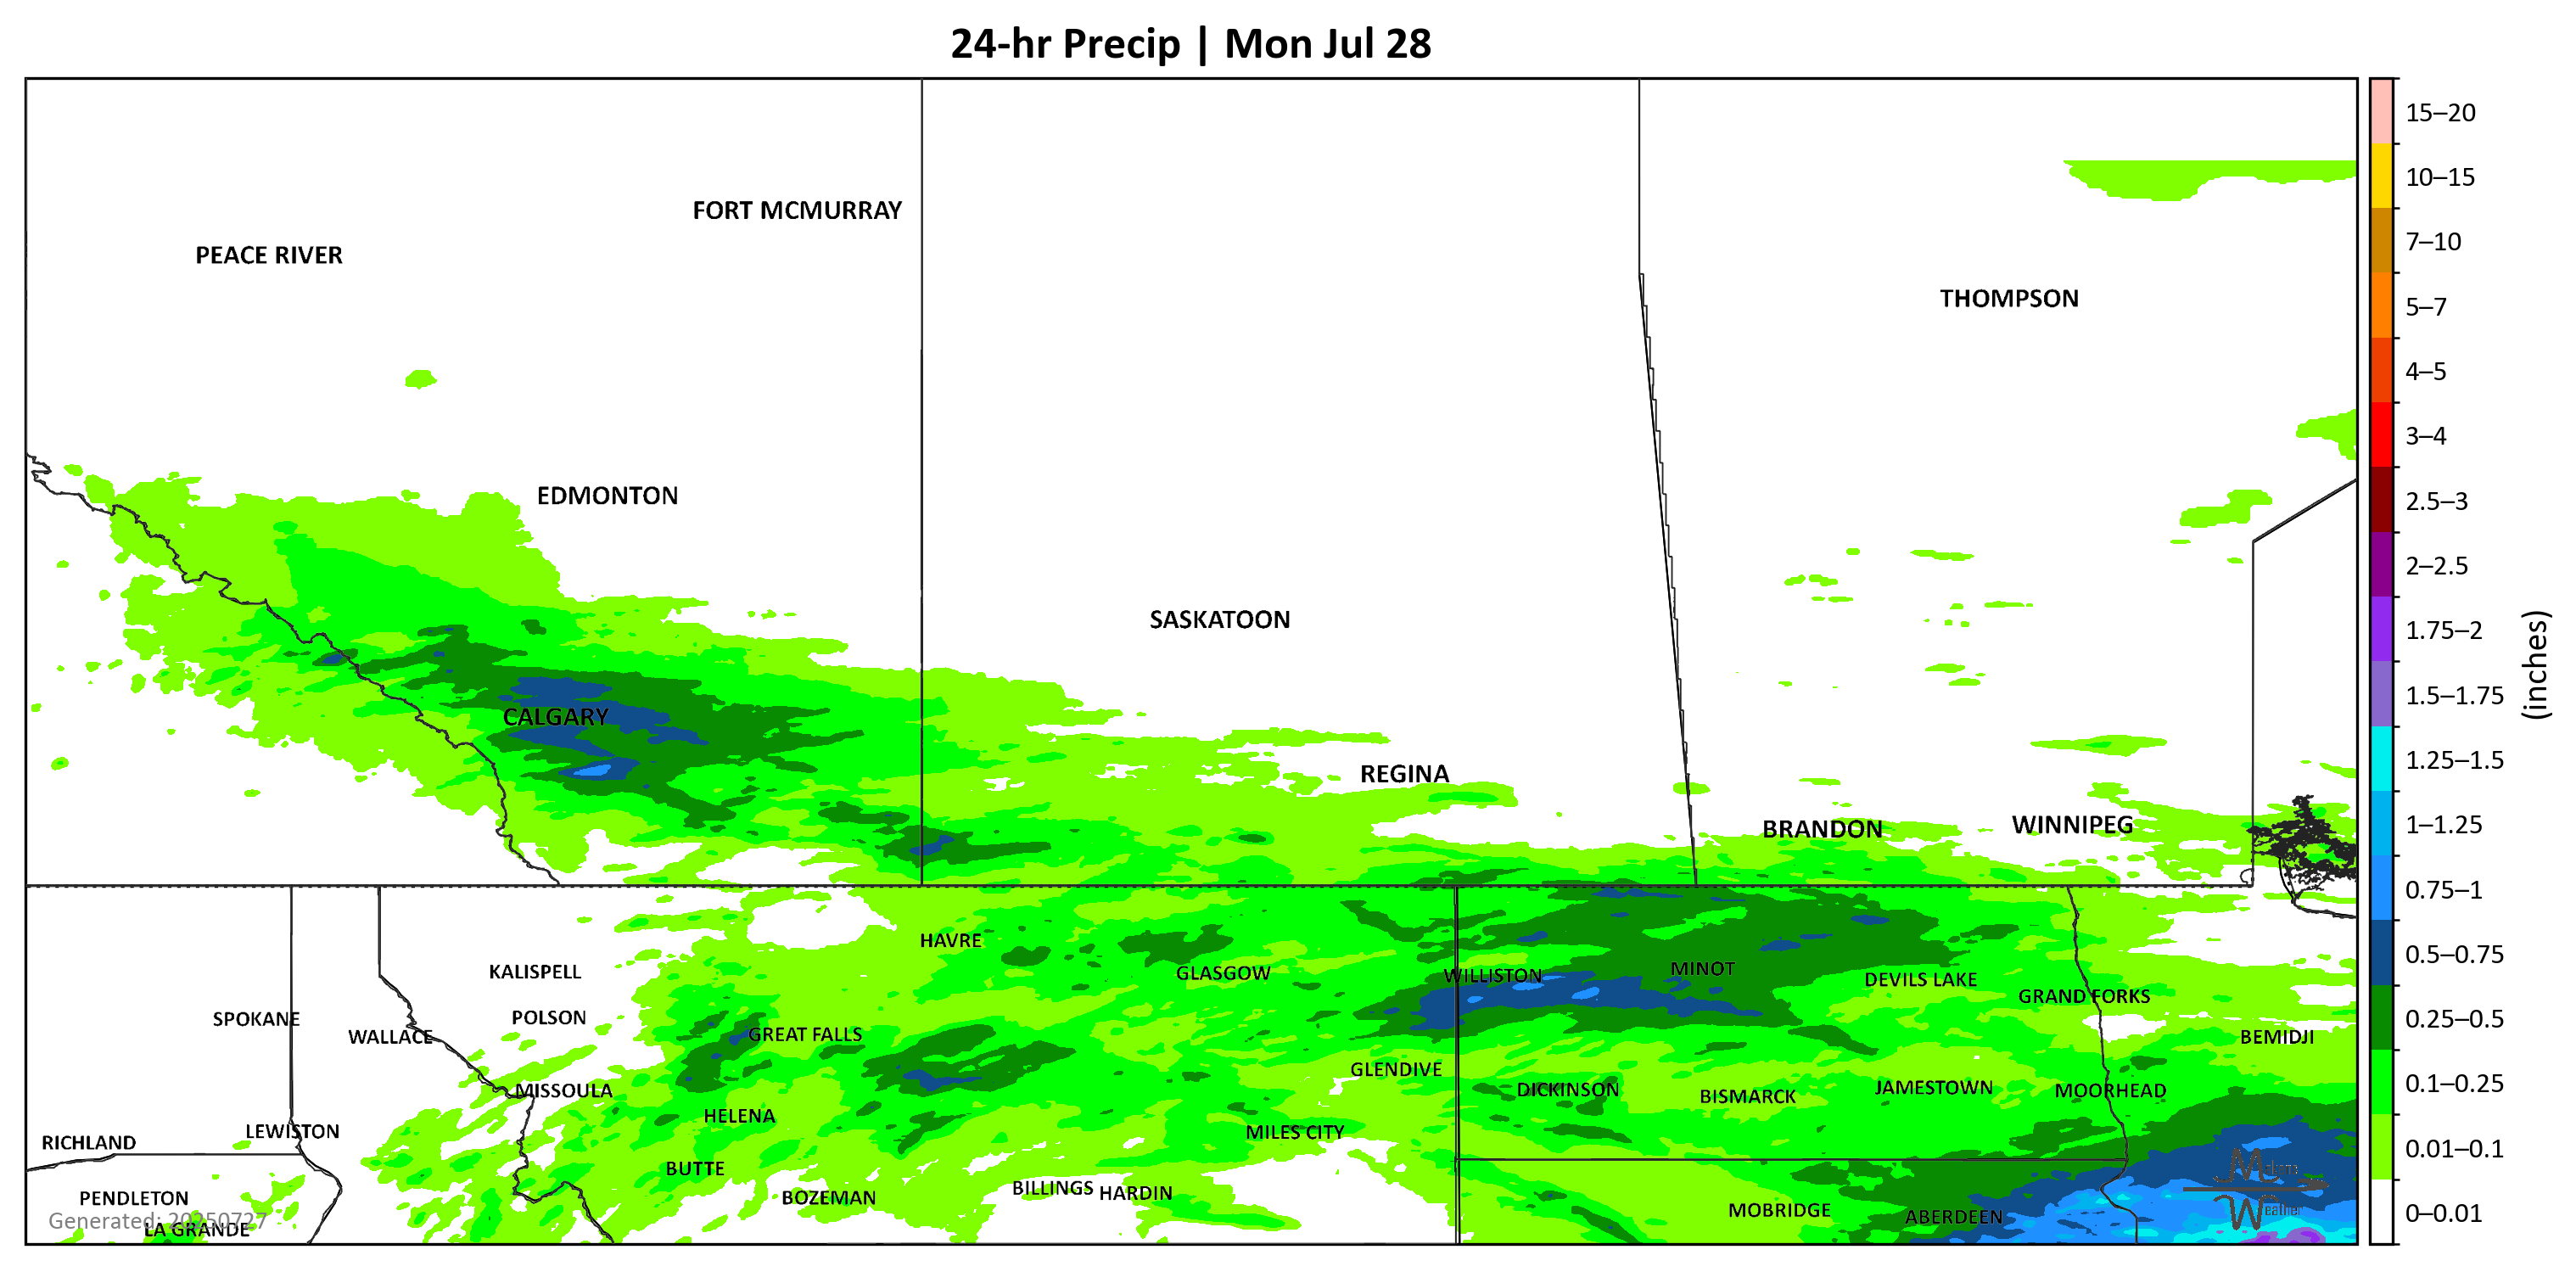 24-hr Precip | Mon Jul 28
FORT MCMURRAY
PEACE RIVER
THOMPSON
EDMONTON
SASKATOON
CALGARY
REGINA
BRANDON
WINNIPEG
HAVRE
KALISPELL
GLASGOW
WILLISTON
MINOT
DEVILS LAKE
GRAND FORKS
SPOKANE
POLSON
WALLACE
GREAT FALLS
BEMIDJI
GLENDIVE
MISSOULA
DICKINSON
BISMARCK
JAMESTOWN
MOORHEAD
HELENA
LEWISTON
MILES CITY
RICHLAND
BUTTE
PENDLETON
BOZEMAN
BILLINGS
HARDIN
MOBRIDGE
ABERDEEN
Generated: 20250727
LA GRANDE
Weather
15–20
10–15
7–10
5–7
4–5
3–4
2.5–3
2–2.5
1.75–2
1.5–1.75
1.25–1.5
1–1.25
0.75–1
0.5–0.75
0.25–0.5
0.1–0.25
0.01–0.1
0–0.01
(inches)